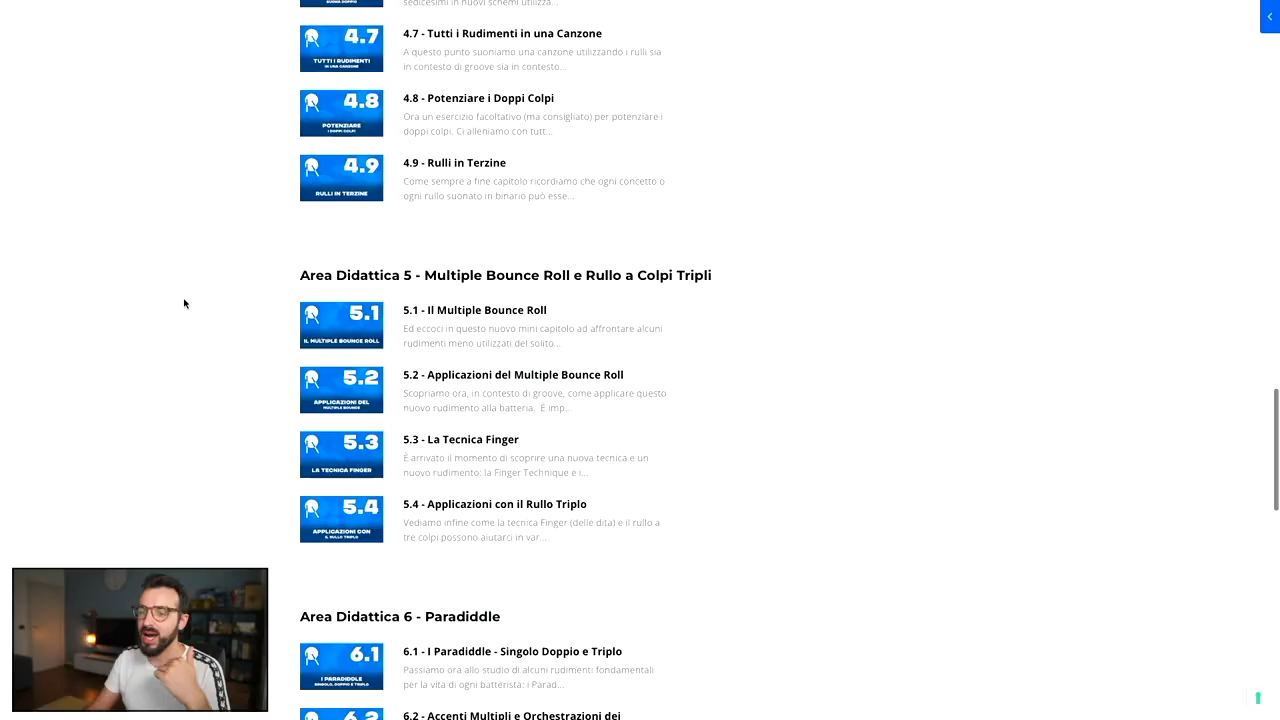 SUONA DOPPIO
sedicesimi in nuovi schemi utilizza...
4.7
TUTTI I RUDIMENTI
IN UNA CANZONE
4.7 - Tutti i Rudimenti in una Canzone
A questo punto suoniamo una canzone utilizzando i rulli sia
in contesto di groove sia in contesto...
4.8
POTENZIARE
I DOPPI COLPI
4.8 - Potenziare i Doppi Colpi
Ora un esercizio facoltativo (ma consigliato) per potenziare i
doppi colpi. Ci alleniamo con tutt...
4.9
RULLI IN TERZINE
4.9 - Rulli in Terzine
Come sempre a fine capitolo ricordiamo che ogni concetto o
ogni rullo suonato in binario può esse...
Area Didattica 5 - Multiple Bounce Roll e Rullo a Colpi Tripli
5.1
IL MULTIPLE BOUNCE ROLL
5.1 - Il Multiple Bounce Roll
Ed eccoci in questo nuovo mini capitolo ad affrontare alcuni
rudimenti meno utilizzati del solito...
5.2
APPLICAZIONI DEL
MULTIPLE BOUNCE
5.2 - Applicazioni del Multiple Bounce Roll
Scopriamo ora, in contesto di groove, come applicare questo
nuovo rudimento alla batteria.  È imp...
5.3
LA TECNICA FINGER
5.3 - La Tecnica Finger
È arrivato il momento di scoprire una nuova tecnica e un
nuovo rudimento: la Finger Technique e i...
5.4
APPLICAZIONI CON
IL RULLO TRIPLO
5.4 - Applicazioni con il Rullo Triplo
Vediamo infine come la tecnica Finger (delle dita) e il rullo a
tre colpi possono aiutarci in var...
Area Didattica 6 - Paradiddle
6.1
I PARADIDDLE
SINGOLO, DOPPIO E TRIPLO
6.1 - I Paradiddle - Singolo Doppio e Triplo
Passiamo ora allo studio di alcuni rudimenti fondamentali
per la vita di ogni batterista: i Parad...
6.2
6.2 - Accenti Multipli e Orchestrazioni dei